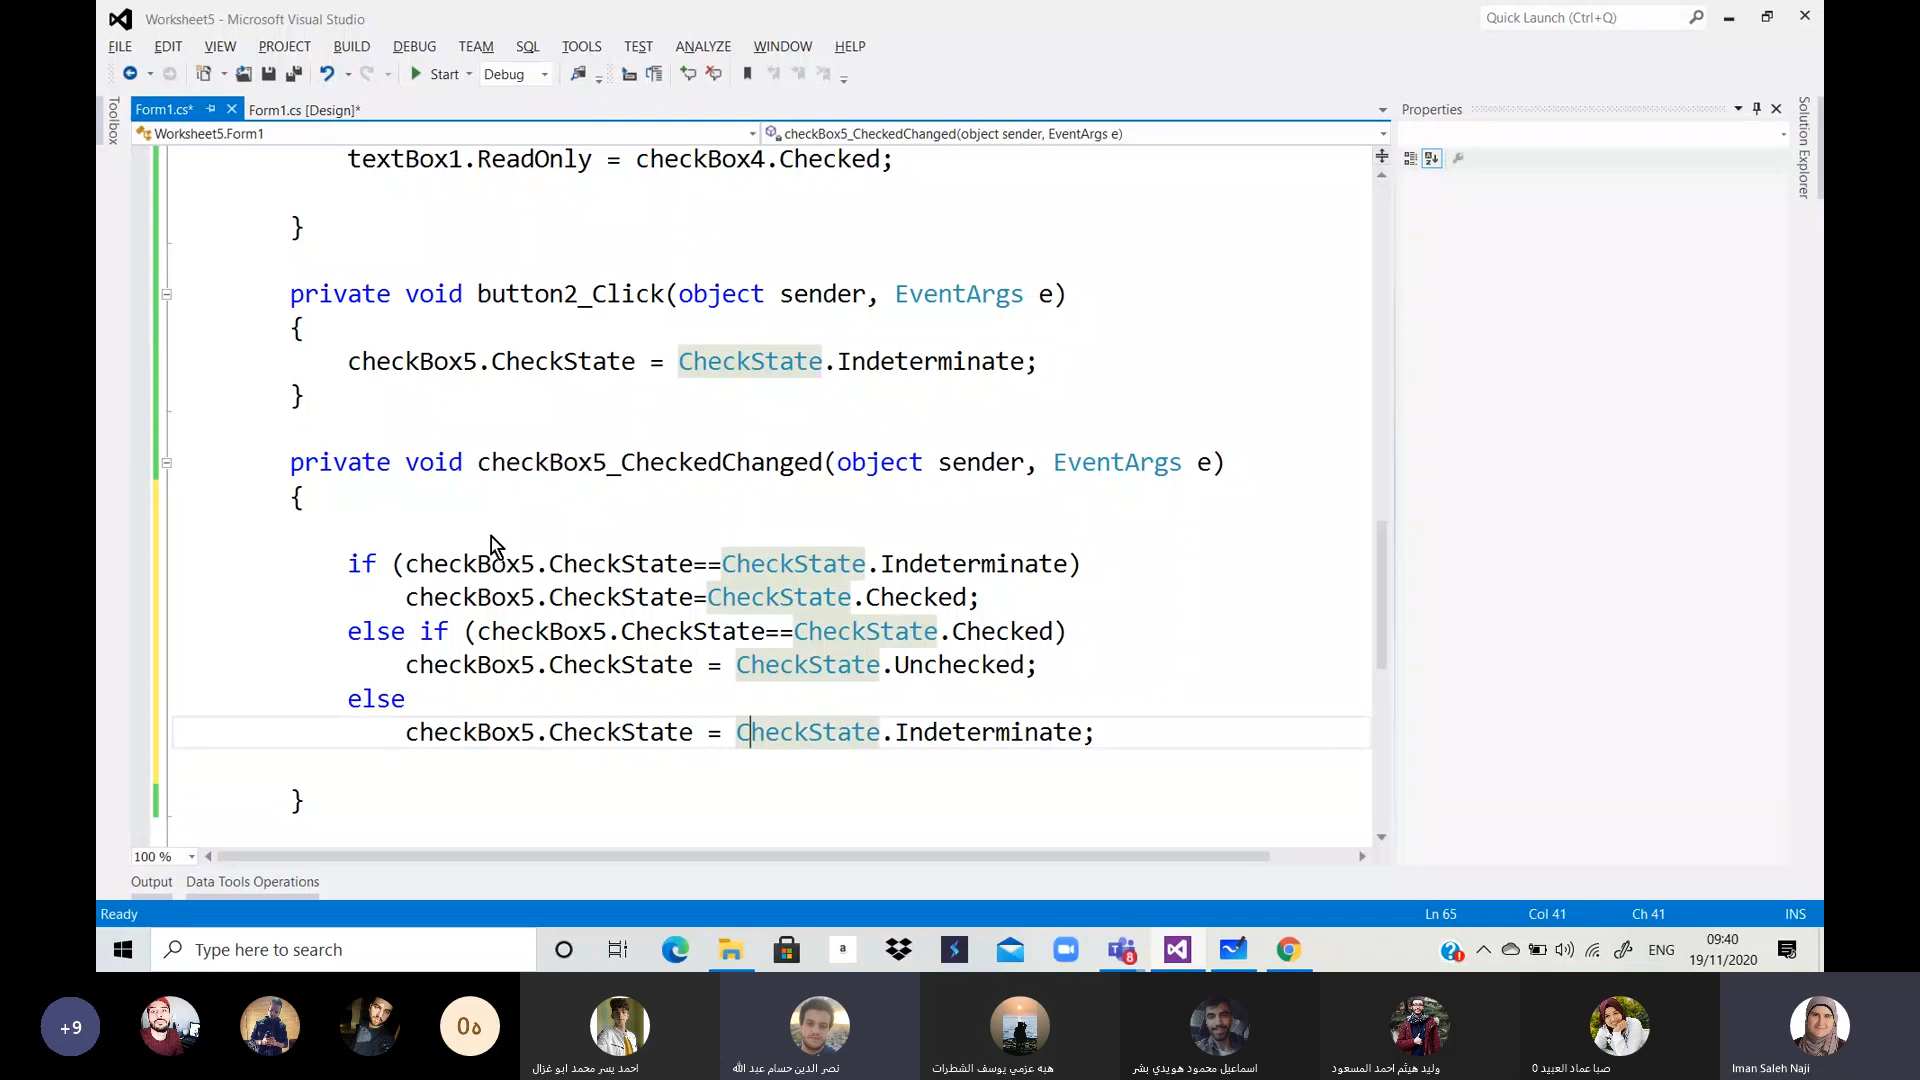 Worksheet5 - Microsoft Visual Studio
Quick Launch (Ctrl+Q)
FILE EDIT VIEW PROJECT BUILD DEBUG TEAM SQL TOOLS TEST ANALYZE WINDOW HELP
Start Debug
Toolbox
Form1.cs* Form1.cs [Design]*
Properties
Solution Explorer
Worksheet5.Form1
checkBox5_CheckedChanged(object sender, EventArgs e)
textBox1.ReadOnly = checkBox4.Checked;
}
private void button2_Click(object sender, EventArgs e)
{
checkBox5.CheckState = CheckState.Indeterminate;
}
private void checkBox5_CheckedChanged(object sender, EventArgs e)
{
if (checkBox5.CheckState==CheckState.Indeterminate)
checkBox5.CheckState=CheckState.Checked;
else if (checkBox5.CheckState==CheckState.Checked)
checkBox5.CheckState = CheckState.Unchecked;
else
checkBox5.CheckState = CheckState.Indeterminate;
}
100 %
Output Data Tools Operations
Ready Ln 65 Col 41 Ch 41 INS
Type here to search
a
8
ENG
09:40
19/11/2020
+9
0ه
احمد يسر محمد ابو غزال
نصر الدين حسام عبد الله
هبه عزمي يوسف الشطرات
اسماعيل محمود هويدي بشر
وليد هيثم احمد المسعود
صبا عماد العبيد 0
Iman Saleh Naji